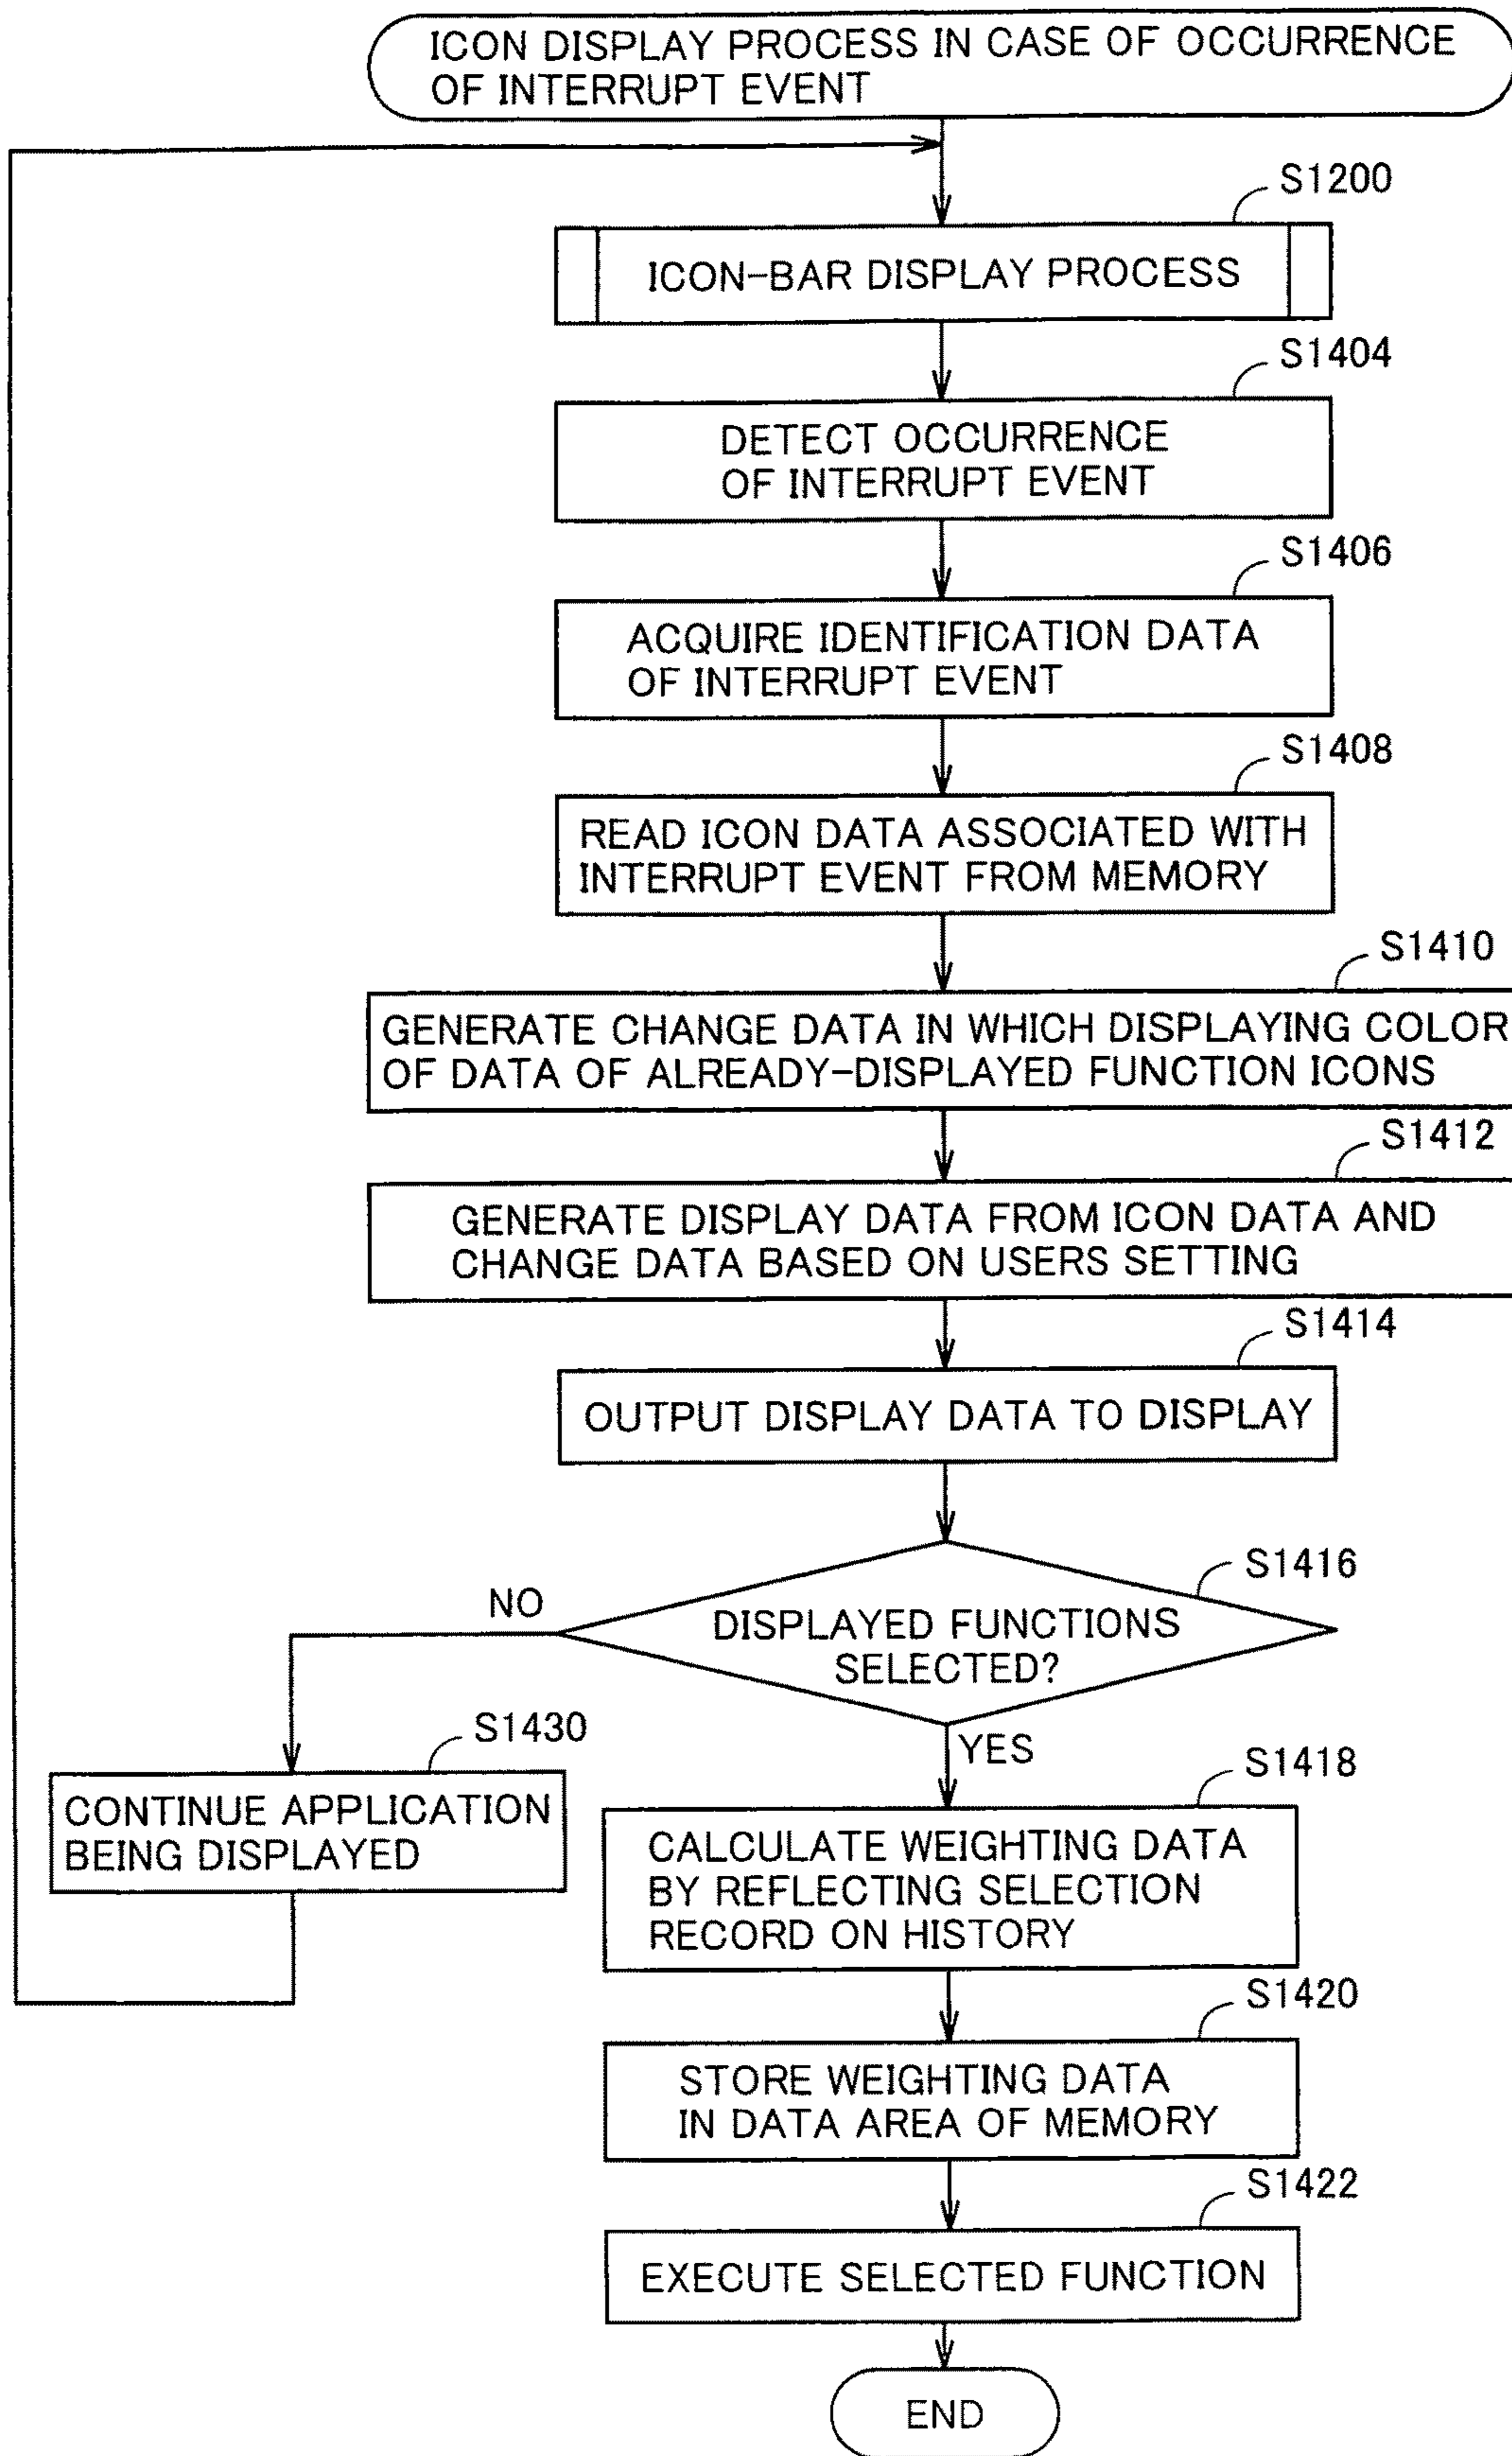 ICON DISPLAY PROCESS IN CASE OF OCCURRENCE
OF INTERRUPT EVENT
S1200
ICON-BAR DISPLAY PROCESS
S1404
DETECT OCCURRENCE
OF INTERRUPT EVENT
S1406
ACQUIRE IDENTIFICATION DATA
OF INTERRUPT EVENT
S1408
READ ICON DATA ASSOCIATED WITH
INTERRUPT EVENT FROM MEMORY
S1410
GENERATE CHANGE DATA IN WHICH DISPLAYING COLOR
OF DATA OF ALREADY-DISPLAYED FUNCTION ICONS
S1412
GENERATE DISPLAY DATA FROM ICON DATA AND
CHANGE DATA BASED ON USERS SETTING
S1414
OUTPUT DISPLAY DATA TO DISPLAY
S1416
NO
DISPLAYED FUNCTIONS
SELECTED?
YES
S1430
CONTINUE APPLICATION
BEING DISPLAYED
S1418
CALCULATE WEIGHTING DATA
BY REFLECTING SELECTION
RECORD ON HISTORY
S1420
STORE WEIGHTING DATA
IN DATA AREA OF MEMORY
S1422
EXECUTE SELECTED FUNCTION
END